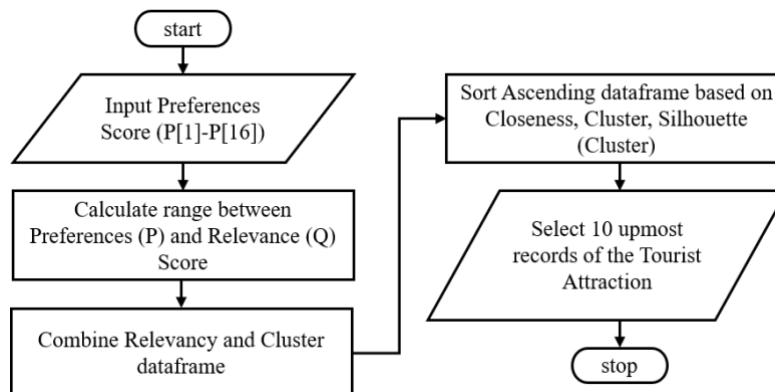 start
Input Preferences
Score (P[1]-P[16])
Calculate range between
Preferences (P) and Relevance (Q)
Score
Combine Relevancy and Cluster
dataframe
Sort Ascending dataframe based on
Closeness, Cluster, Silhouette
(Cluster)
Select 10 upmost
records of the Tourist
Attraction
stop